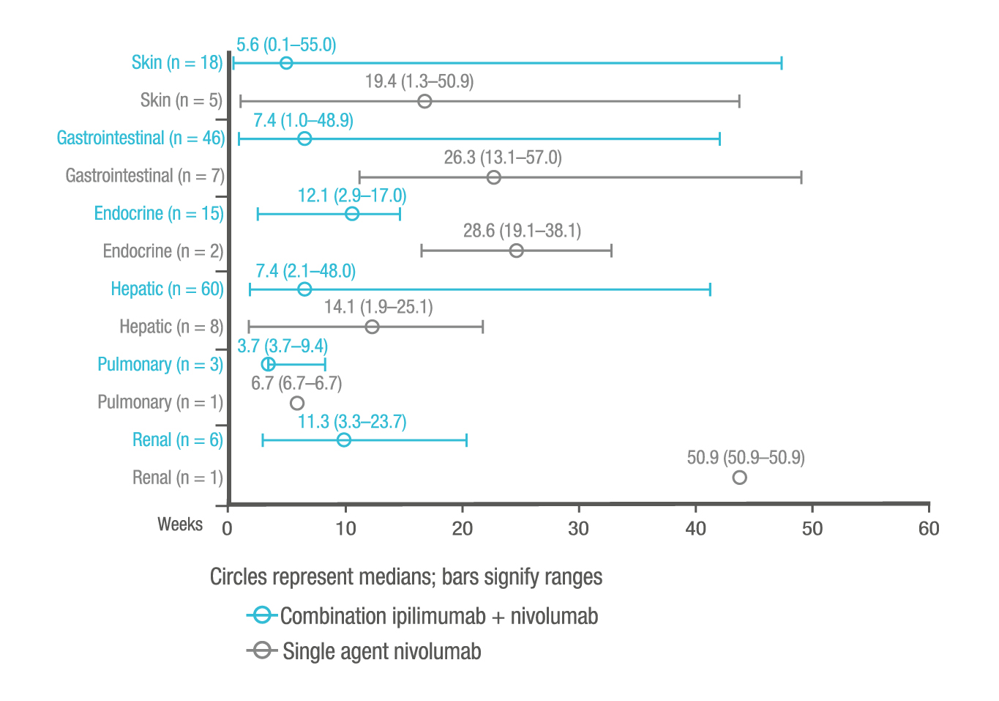 5.6 (0.1–55.0)
Skin (n = 18)
19.4 (1.3–50.9)
Skin (n = 5)
7.4 (1.0–48.9)
Gastrointestinal (n = 46)
26.3 (13.1–57.0)
Gastrointestinal (n = 7)
12.1 (2.9–17.0)
Endocrine (n = 15)
28.6 (19.1–38.1)
Endocrine (n = 2)
7.4 (2.1–48.0)
Hepatic (n = 60)
14.1 (1.9–25.1)
Hepatic (n = 8)
3.7 (3.7–9.4)
Pulmonary (n = 3)
6.7 (6.7–6.7)
Pulmonary (n = 1)
11.3 (3.3–23.7)
Renal (n = 6)
50.9 (50.9–50.9)
Renal (n = 1)
Weeks 0 10 20 30 40 50 60
Circles represent medians; bars signify ranges
Combination ipilimumab + nivolumab
Single agent nivolumab